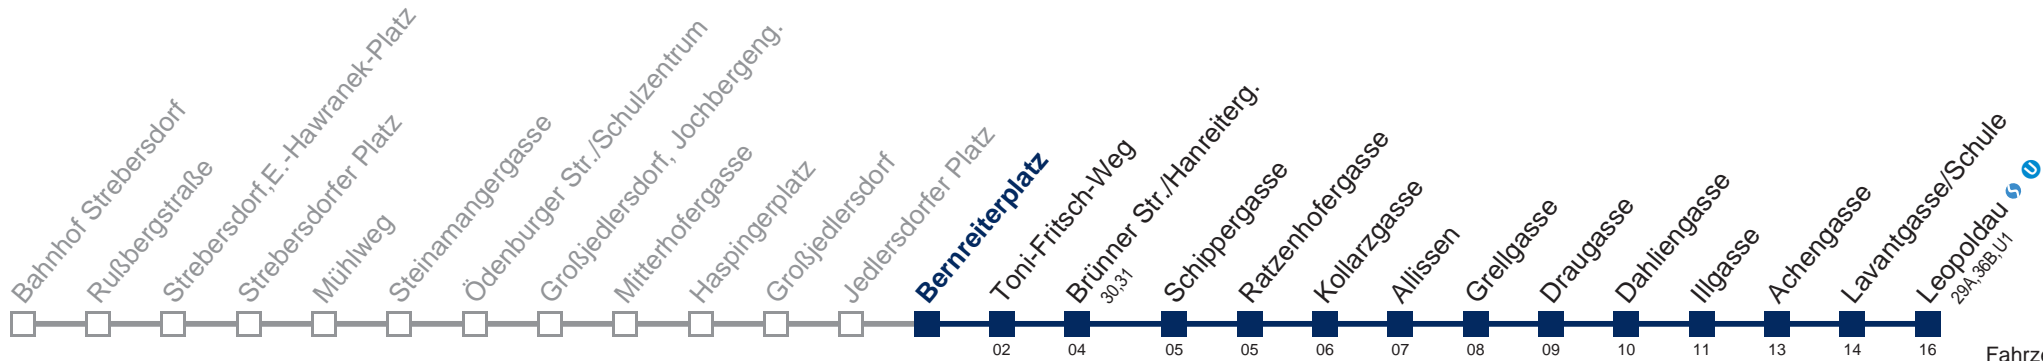 Bahnhof Strebersdorf
Rußbergstraße
Strebersdorf,E.-Hawranek-Platz
Strebersdorfer Platz
Mühlweg
Steinamangergasse
Ödenburger Str./Schulzentrum
Großjedlersdorf, Jochbergeng.
Mitterhofergasse
Haspingerplatz
Großjedlersdorf
Jedlersdorfer Platz
Bernreiterplatz
Toni-Fritsch-Weg
Brünner Str./Hanreiterg.
30,31
Schippergasse
Ratzenhofergasse
Kollarzgasse
Allissen
Grellgasse
Draugasse
Dahliengasse
Illgasse
Achengasse
Lavantgasse/Schule
Leopoldau S U
29A,36B,U1
02 04 05 05 06 07 08 09 10 11 13 14 16